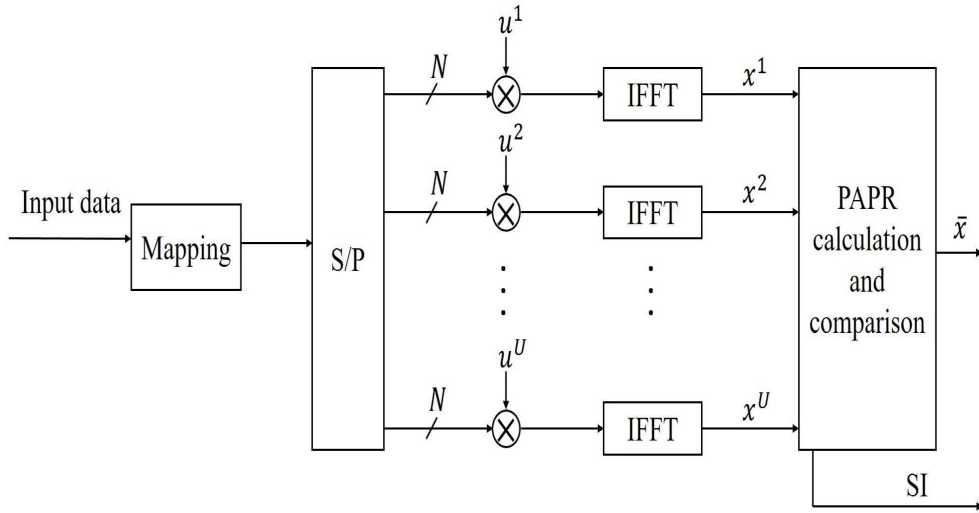 Input data
Mapping
S/P
N
u¹
IFFT
x¹
N
u²
IFFT
x²
N
u^U
IFFT
x^U
PAPR
calculation
and
comparison
x̄
SI